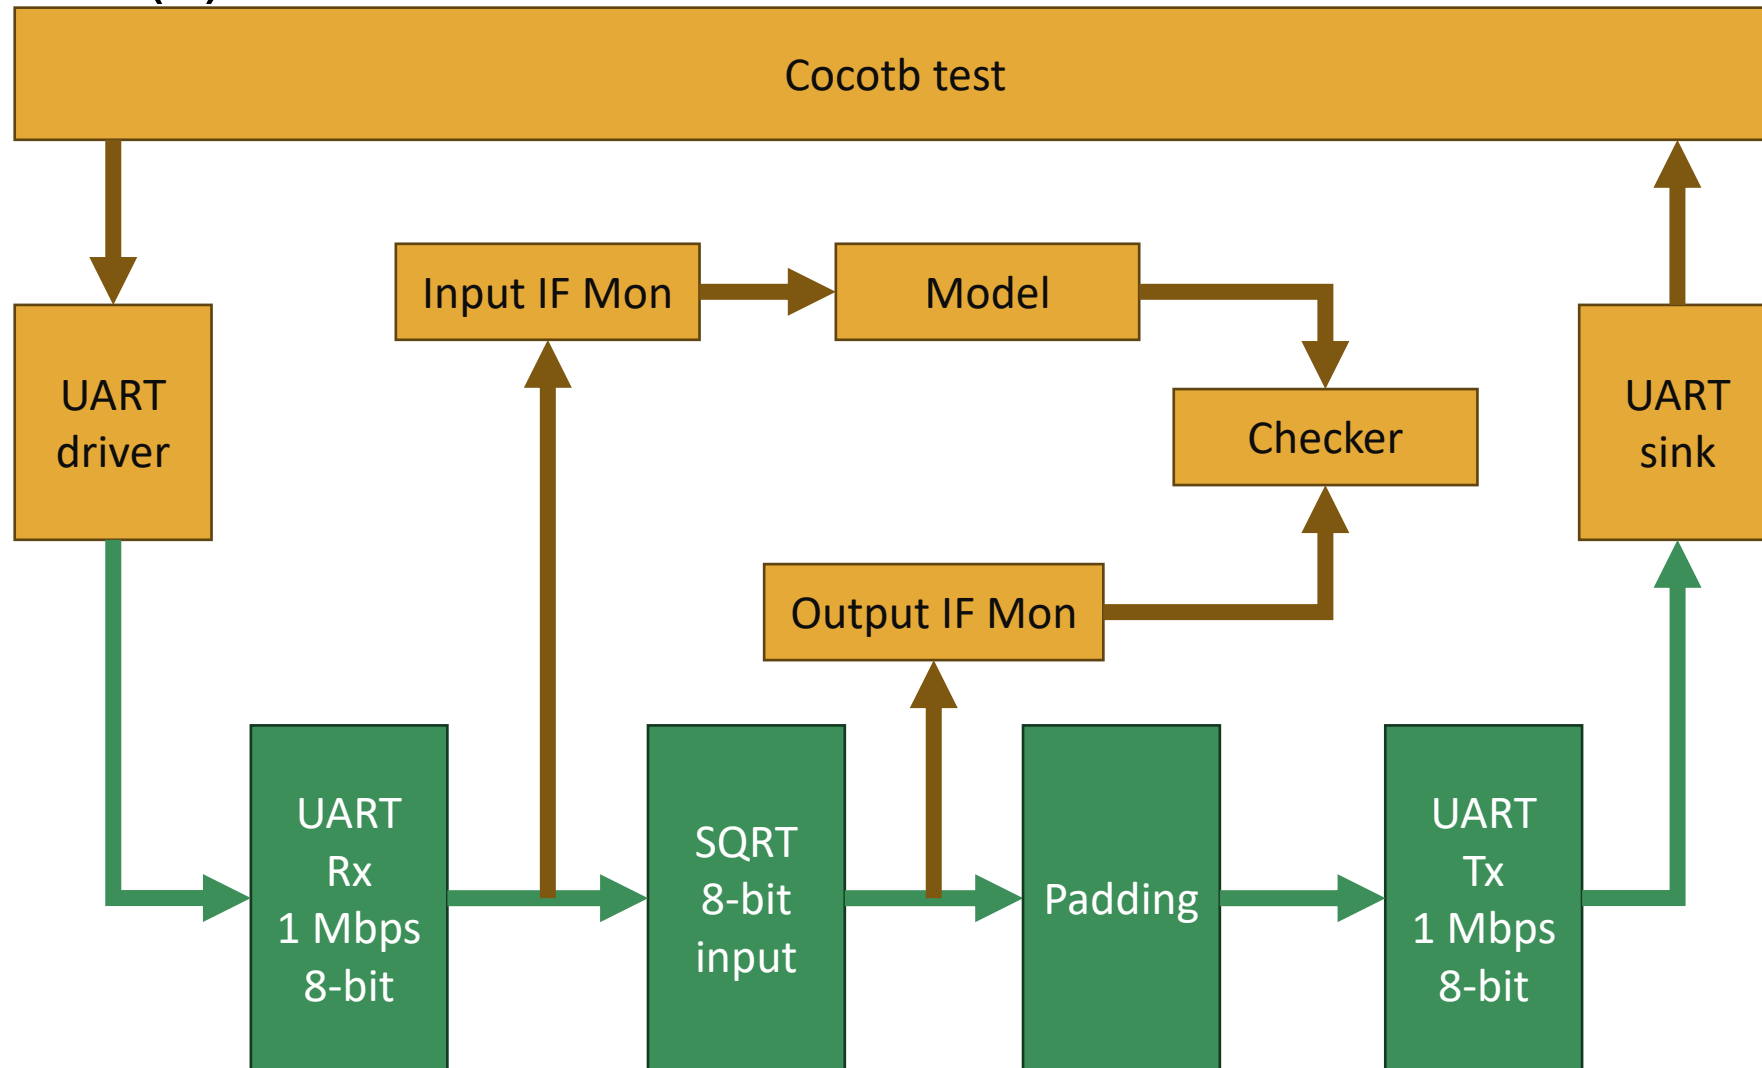 Cocotb test
Input IF Mon
Model
UART
driver
Checker
UART
sink
Output IF Mon
UART
Rx
1 Mbps
8-bit
SQRT
8-bit
input
Padding
UART
Tx
1 Mbps
8-bit